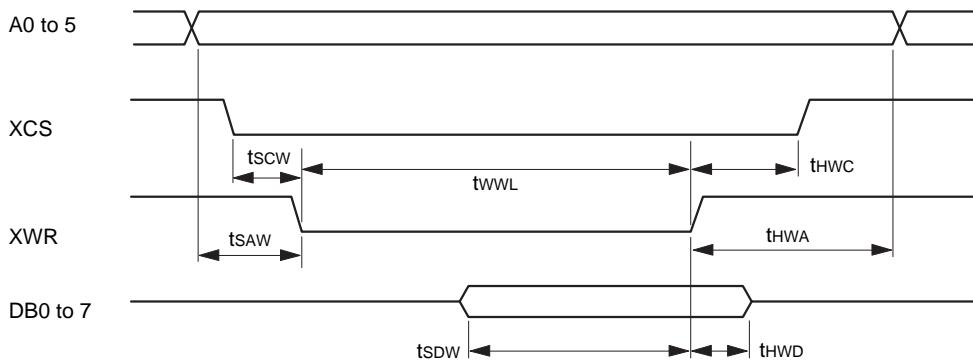 A0 to 5
XCS
tSCW
tWWL
tHWC
XWR
tSAW
tHWA
DB0 to 7
tSDW
tHWD